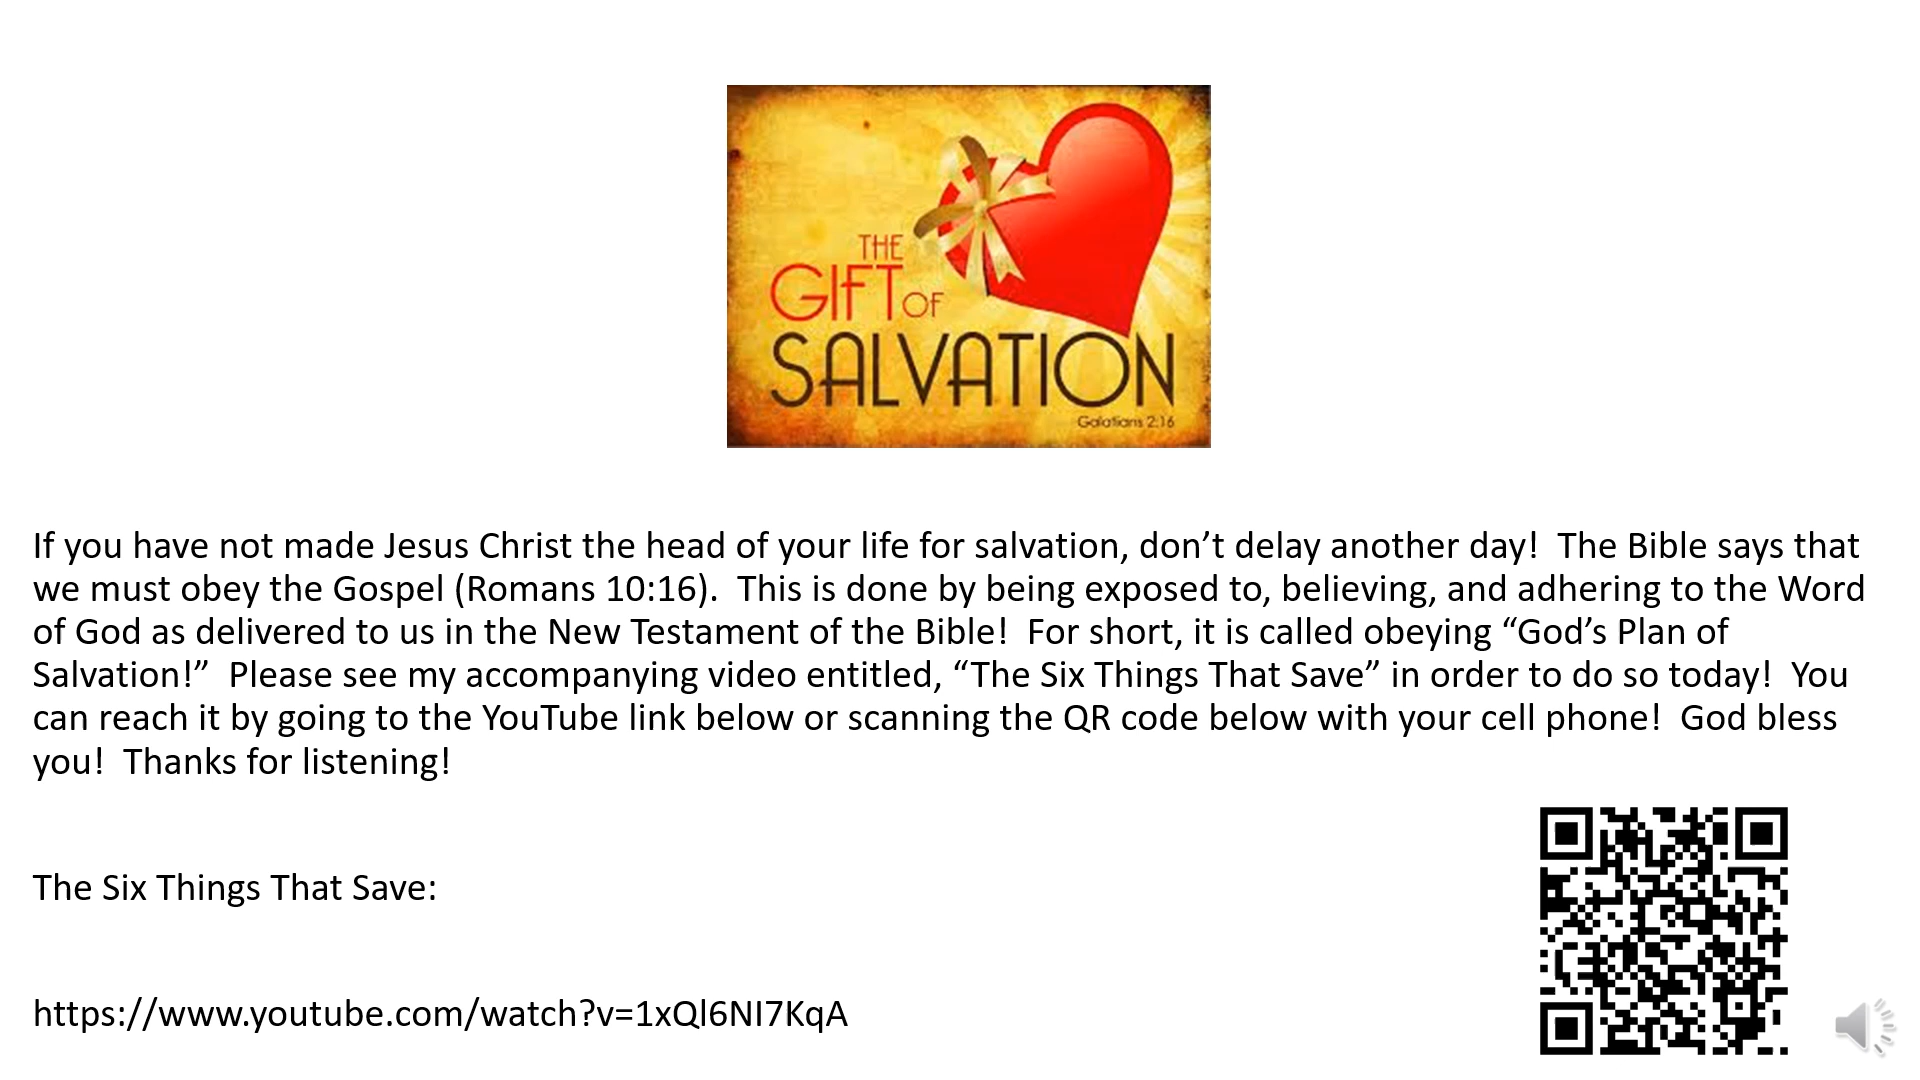 THE
GIFT OF
SALVATION
Galatians 2:16
If you have not made Jesus Christ the head of your life for salvation, don’t delay another day!  The Bible says that
we must obey the Gospel (Romans 10:16).  This is done by being exposed to, believing, and adhering to the Word
of God as delivered to us in the New Testament of the Bible!  For short, it is called obeying “God’s Plan of
Salvation!”  Please see my accompanying video entitled, “The Six Things That Save” in order to do so today!  You
can reach it by going to the YouTube link below or scanning the QR code below with your cell phone!  God bless
you!  Thanks for listening!
The Six Things That Save:
https://www.youtube.com/watch?v=1xQl6NI7KqA